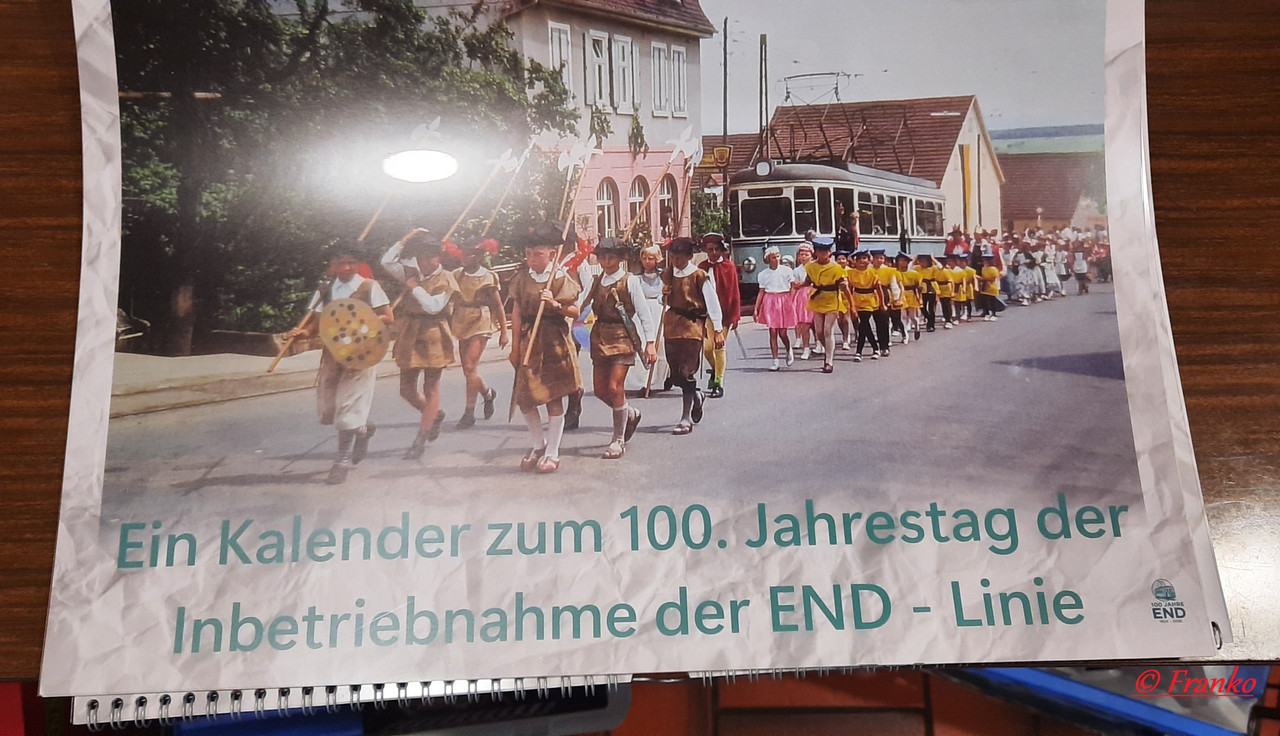 Ein Kalender zum 100. Jahrestag der
Inbetriebnahme der END - Linie
100 JAHRE
END
© Franko